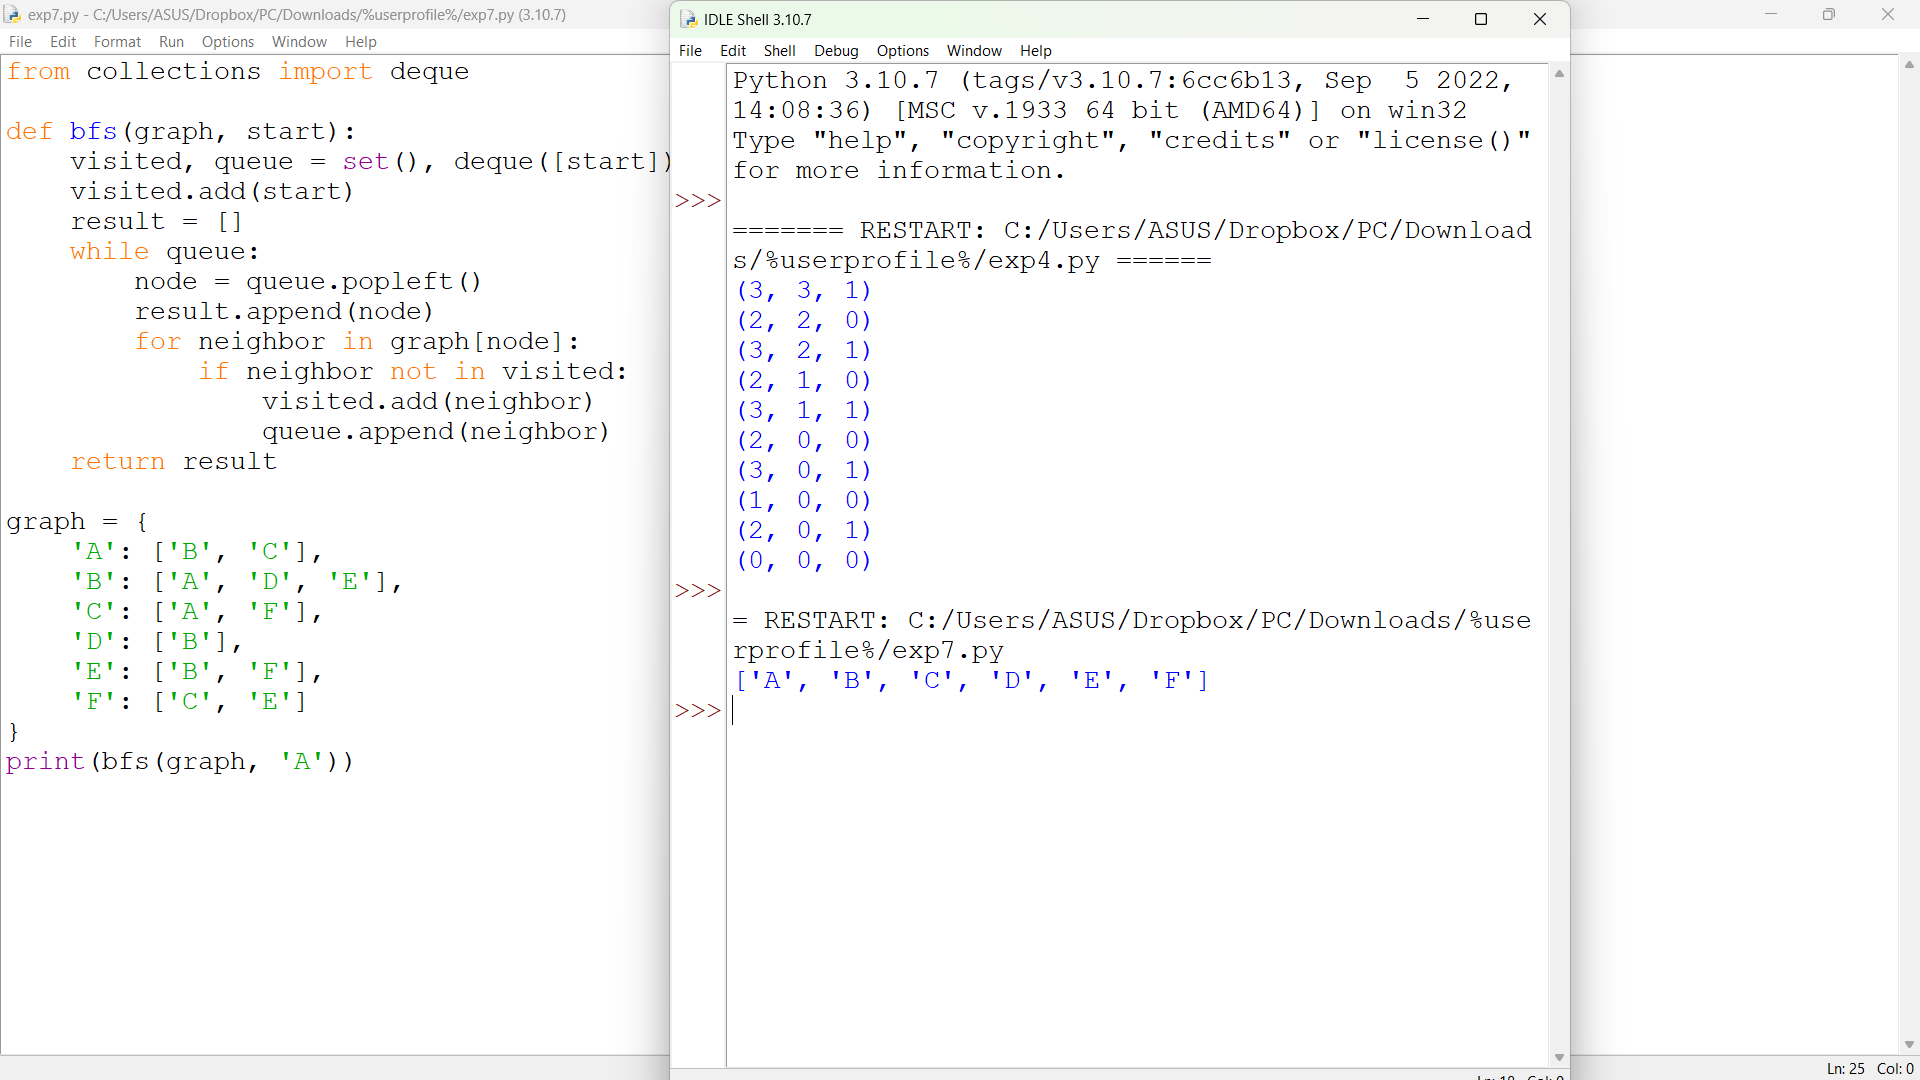 exp7.py - C:/Users/ASUS/Dropbox/PC/Downloads/%userprofile%/exp7.py (3.10.7)
File Edit Format Run Options Window Help
from collections import deque
def bfs(graph, start):
    visited, queue = set(), deque([start])
    visited.add(start)
    result = []
    while queue:
        node = queue.popleft()
        result.append(node)
        for neighbor in graph[node]:
            if neighbor not in visited:
                visited.add(neighbor)
                queue.append(neighbor)
    return result
graph = {
    'A': ['B', 'C'],
    'B': ['A', 'D', 'E'],
    'C': ['A', 'F'],
    'D': ['B'],
    'E': ['B', 'F'],
    'F': ['C', 'E']
}
print(bfs(graph, 'A'))
IDLE Shell 3.10.7
File Edit Shell Debug Options Window Help
Python 3.10.7 (tags/v3.10.7:6cc6b13, Sep  5 2022,
14:08:36) [MSC v.1933 64 bit (AMD64)] on win32
Type "help", "copyright", "credits" or "license()"
for more information.
>>>
======= RESTART: C:/Users/ASUS/Dropbox/PC/Download
s/%userprofile%/exp4.py ======
(3, 3, 1)
(2, 2, 0)
(3, 2, 1)
(2, 1, 0)
(3, 1, 1)
(2, 0, 0)
(3, 0, 1)
(1, 0, 0)
(2, 0, 1)
(0, 0, 0)
>>>
= RESTART: C:/Users/ASUS/Dropbox/PC/Downloads/%use
rprofile%/exp7.py
['A', 'B', 'C', 'D', 'E', 'F']
>>>
Ln: 25 Col: 0